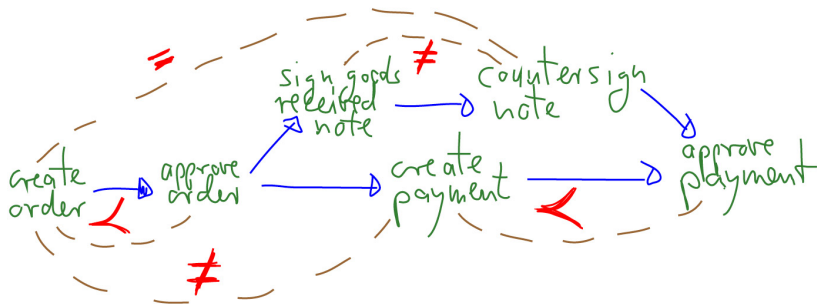 =
≠
sign goods
received
note
countersign
note
create
order
approve
order
create
payment
approve
payment
≺
≺
≠